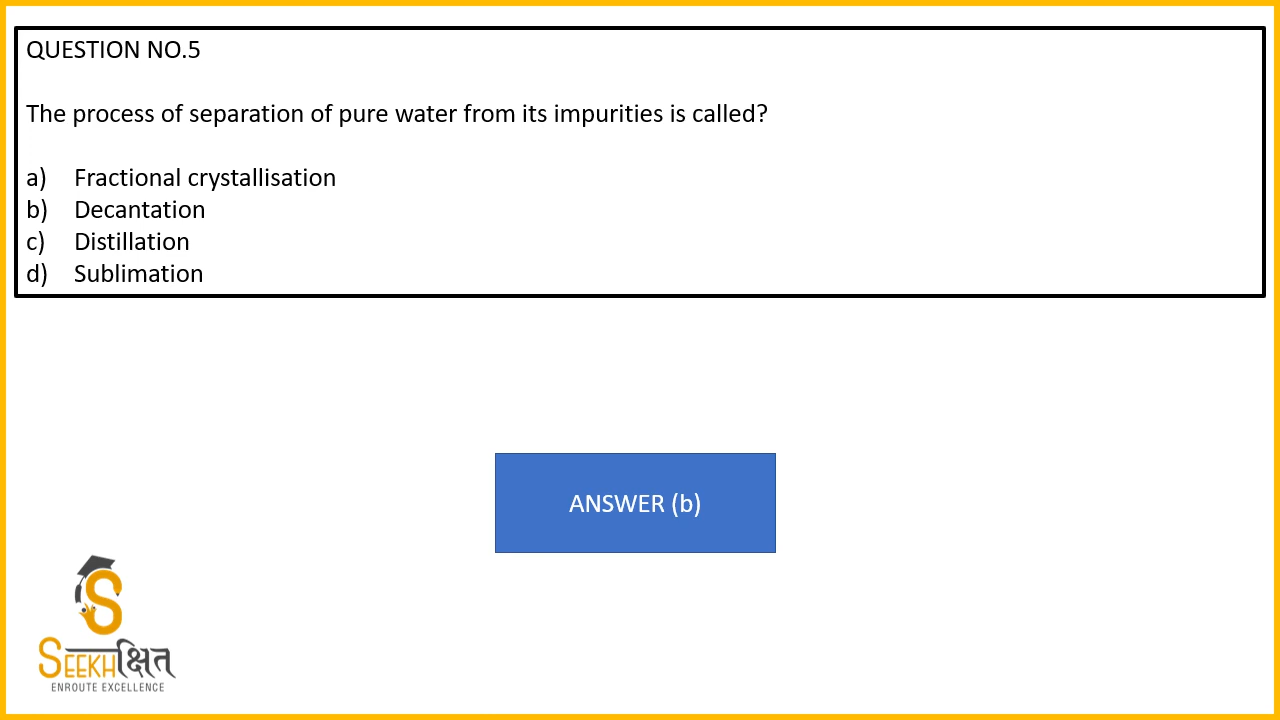 QUESTION NO.5
The process of separation of pure water from its impurities is called?
a) Fractional crystallisation
b) Decantation
c) Distillation
d) Sublimation
ANSWER (b)
SEEKHक्षित
ENROUTE EXCELLENCE